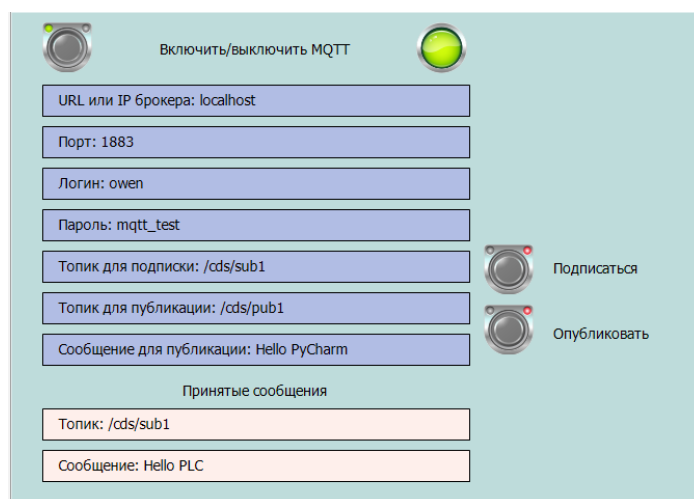 Включить/выключить MQTT
URL или IP брокера: localhost
Порт: 1883
Логин: owen
Пароль: mqtt_test
Топик для подписки: /cds/sub1
Подписаться
Топик для публикации: /cds/pub1
Опубликовать
Сообщение для публикации: Hello PyCharm
Принятые сообщения
Топик: /cds/sub1
Сообщение: Hello PLC